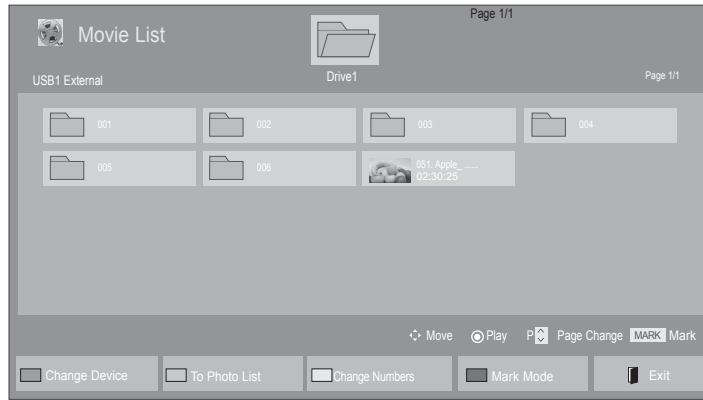 Page 1/1
Movie List
Drive1
USB1 External
Page 1/1
001
002
003
004
005
006
051. Apple_ ......
02:30:25
Move
Play
P
Page Change
MARK
Mark
Change Device
To Photo List
Change Numbers
Mark Mode
Exit